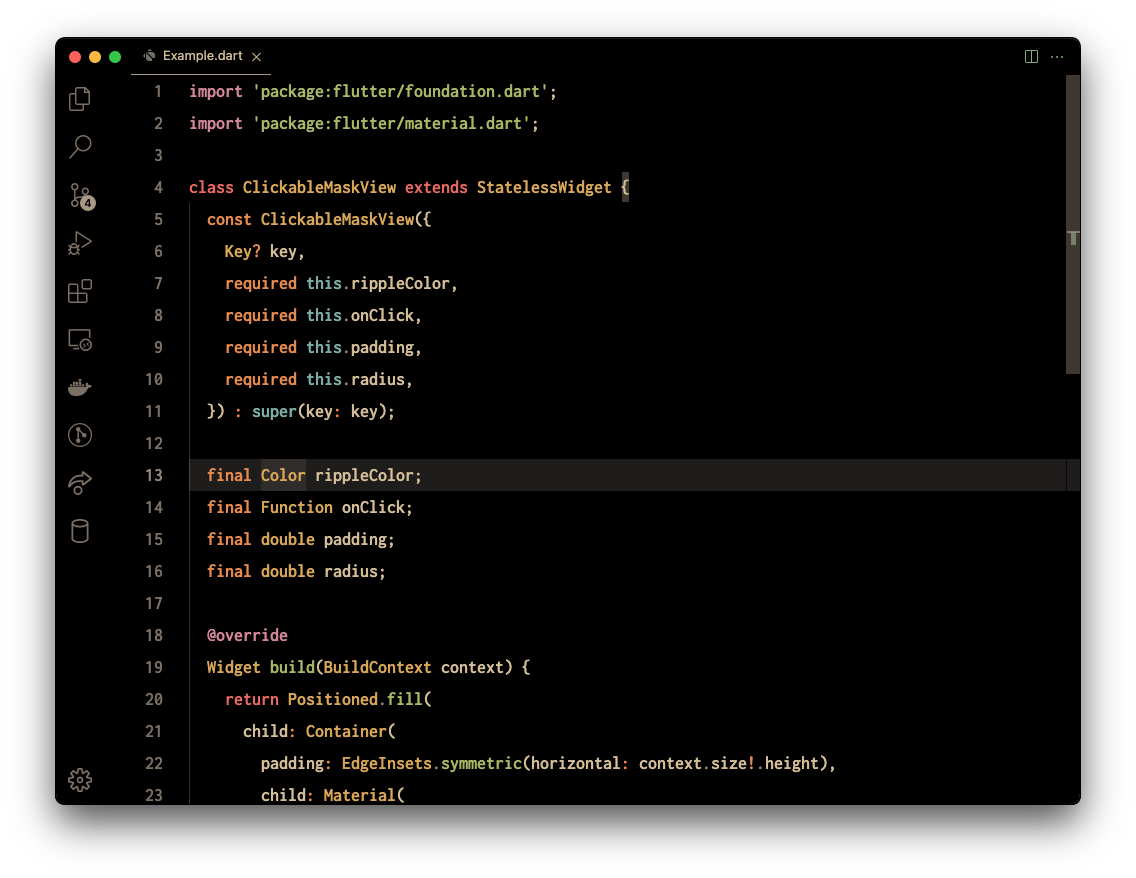 Example.dart
4
1 import 'package:flutter/foundation.dart';
2 import 'package:flutter/material.dart';
3
4 class ClickableMaskView extends StatelessWidget {
5   const ClickableMaskView({
6     Key? key,
7     required this.rippleColor,
8     required this.onClick,
9     required this.padding,
10     required this.radius,
11   }) : super(key: key);
12
13   final Color rippleColor;
14   final Function onClick;
15   final double padding;
16   final double radius;
17
18   @override
19   Widget build(BuildContext context) {
20     return Positioned.fill(
21       child: Container(
22         padding: EdgeInsets.symmetric(horizontal: context.size!.height),
23         child: Material(